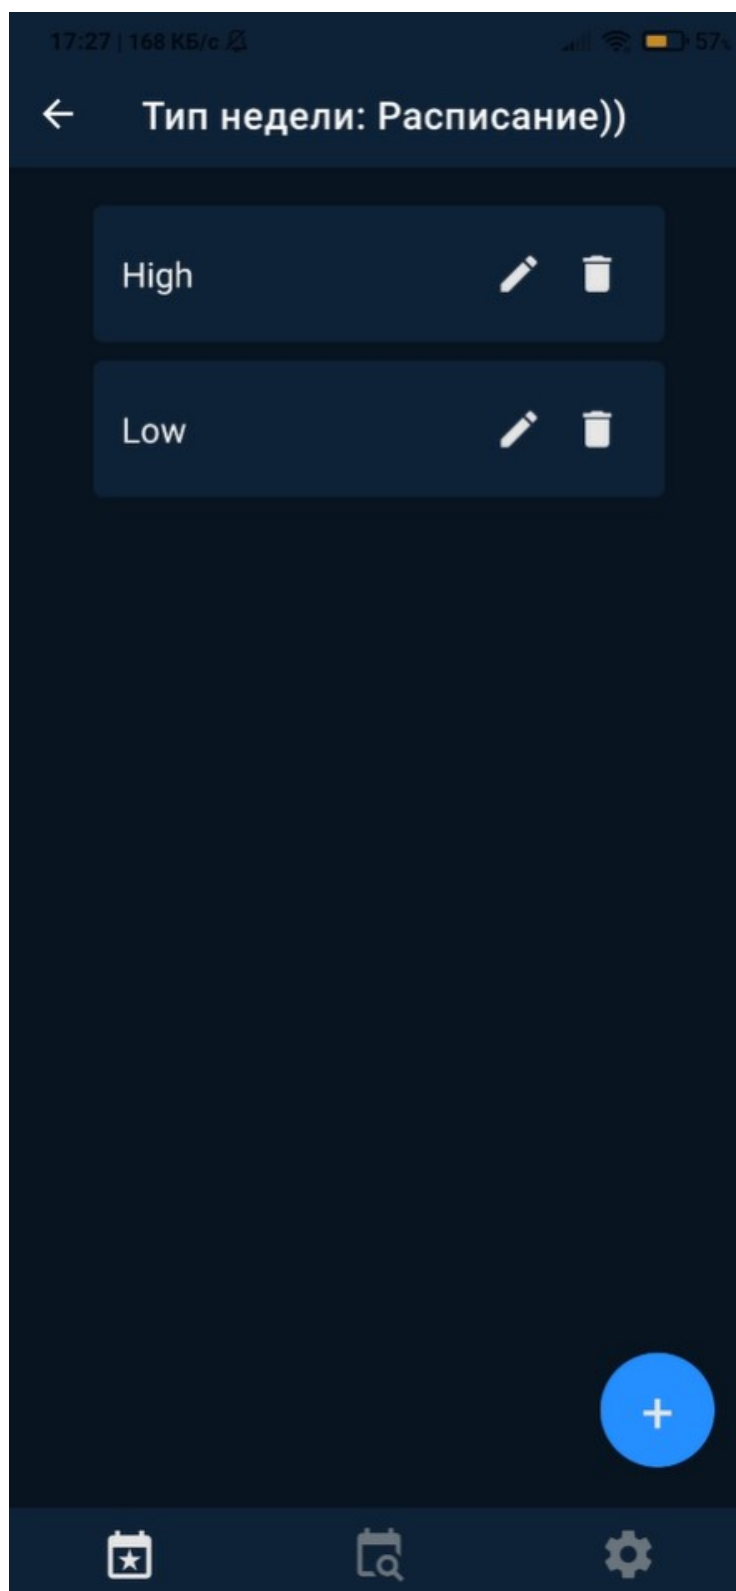 17:27 | 168 КБ/с
57%
Тип недели: Расписание))
High
Low
+